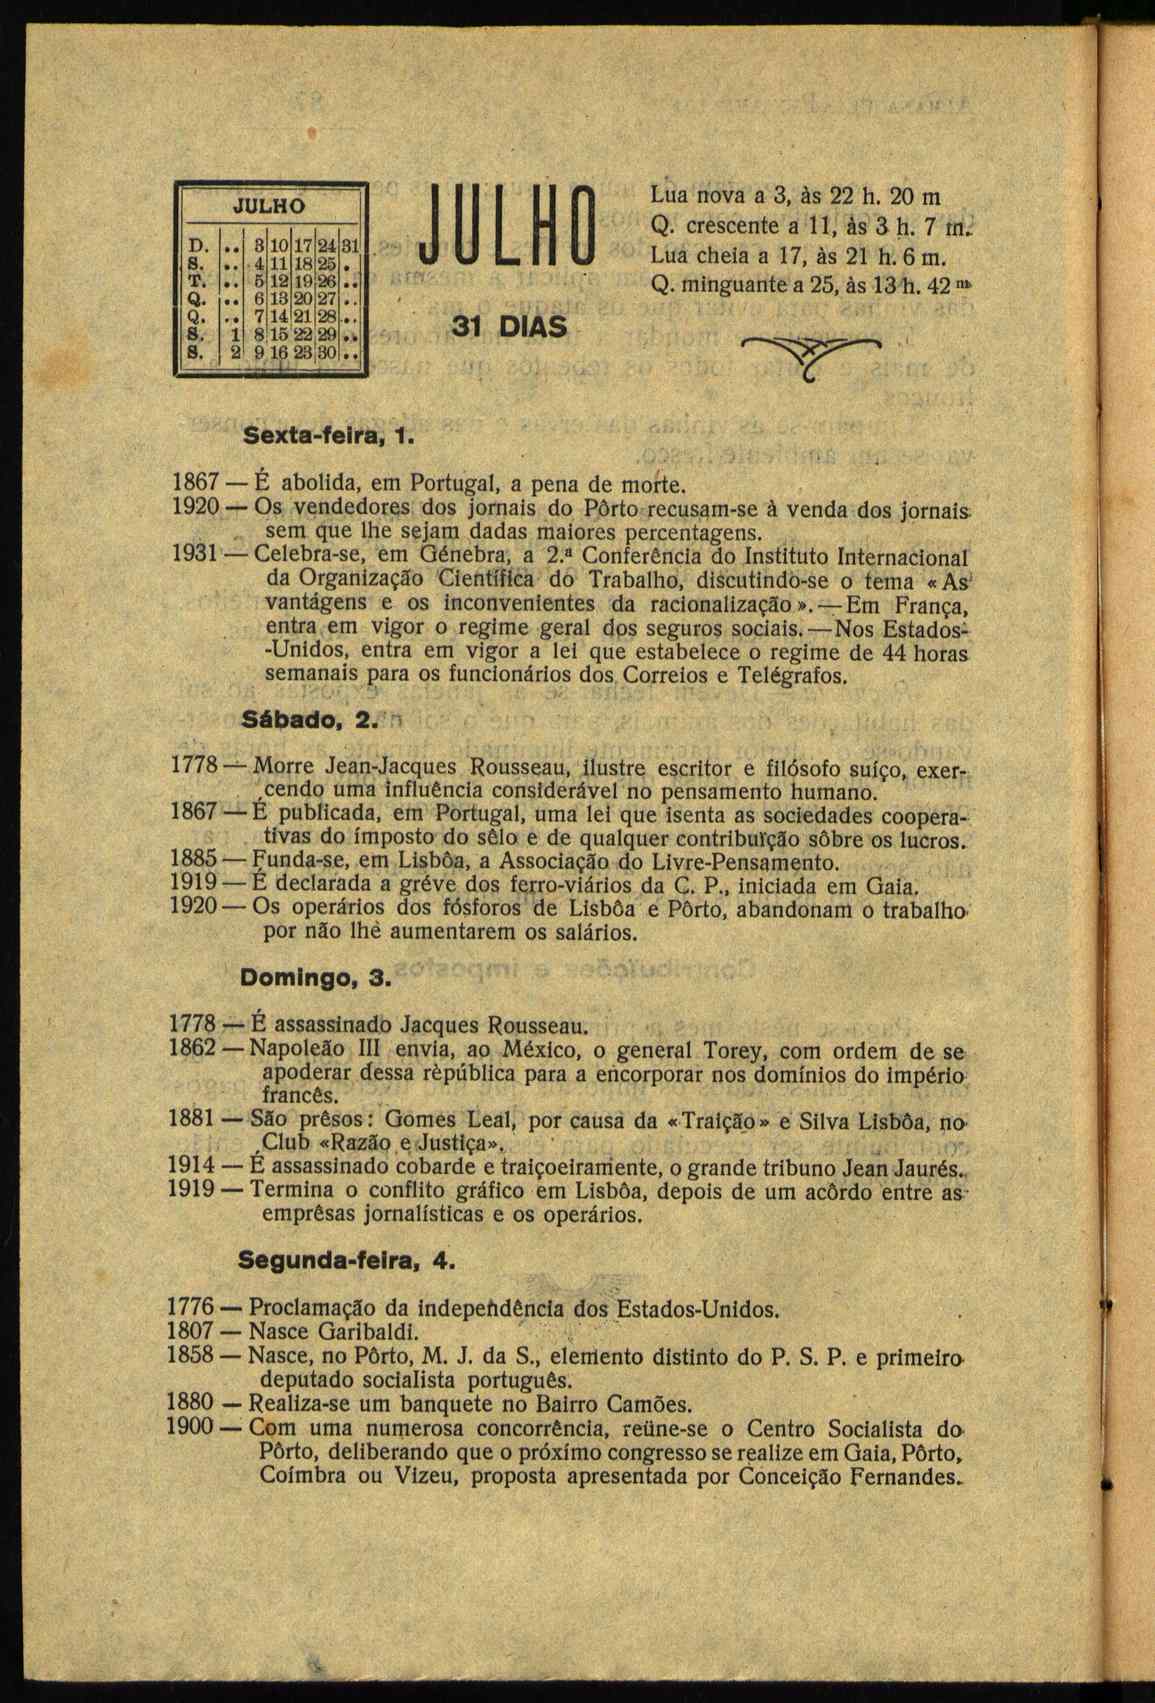 JULHO
D. .. 3 10 17 24 31
S. .. 4 11 18 25 .
T. .. 5 12 19 26 ..
Q. .. 6 13 20 27 ..
Q. .. 7 14 21 28 ..
S. 1 8 15 22 29 ..
S. 2 9 16 23 30 ..
JULHO
31 DIAS
Lua nova a 3, às 22 h. 20 m
Q. crescente a 11, às 3 h. 7 m.
Lua cheia a 17, às 21 h. 6 m.
Q. minguante a 25, às 13 h. 42 m.
Sexta-feira, 1.
1867 — É abolida, em Portugal, a pena de morte.
1920 — Os vendedores dos jornais do Pôrto recusam-se à venda dos jornais
sem que lhe sejam dadas maiores percentagens.
1931 — Celebra-se, em Génebra, a 2.ª Conferência do Instituto Internacional
da Organização Científica do Trabalho, discutindo-se o tema «As
vantágens e os inconvenientes da racionalização». — Em França,
entra em vigor o regime geral dos seguros sociais. — Nos Estados-
-Unidos, entra em vigor a lei que estabelece o regime de 44 horas
semanais para os funcionários dos Correios e Telégrafos.
Sábado, 2.
1778 — Morre Jean-Jacques Rousseau, ilustre escritor e filósofo suíço, exer-
cendo uma influência considerável no pensamento humano.
1867 — É publicada, em Portugal, uma lei que isenta as sociedades coopera-
tivas do ímposto do sêlo e de qualquer contribuïção sôbre os lucros.
1885 — Funda-se, em Lisbôa, a Associação do Livre-Pensamento.
1919 — É declarada a gréve dos ferro-viários da C. P., iniciada em Gaia.
1920 — Os operários dos fósforos de Lisbôa e Pôrto, abandonam o trabalho
por não lhe aumentarem os salários.
Domingo, 3.
1778 — É assassinado Jacques Rousseau.
1862 — Napoleão III envia, ao México, o general Torey, com ordem de se
apoderar dessa rèpública para a encorporar nos domínios do império
francês.
1881 — São prêsos: Gomes Leal, por causa da «Traição» e Silva Lisbôa, no
Club «Razão e Justiça».
1914 — É assassinado cobarde e traiçoeiramente, o grande tribuno Jean Jaurés.
1919 — Termina o conflito gráfico em Lisbôa, depois de um acôrdo entre as
emprêsas jornalísticas e os operários.
Segunda-feira, 4.
1776 — Proclamação da independência dos Estados-Unidos.
1807 — Nasce Garibaldi.
1858 — Nasce, no Pôrto, M. J. da S., elemento distinto do P. S. P. e primeiro
deputado socialista português.
1880 — Realiza-se um banquete no Bairro Camões.
1900 — Com uma numerosa concorrência, reüne-se o Centro Socialista do
Pôrto, deliberando que o próximo congresso se realize em Gaia, Pôrto,
Coímbra ou Vizeu, proposta apresentada por Conceição Fernandes.